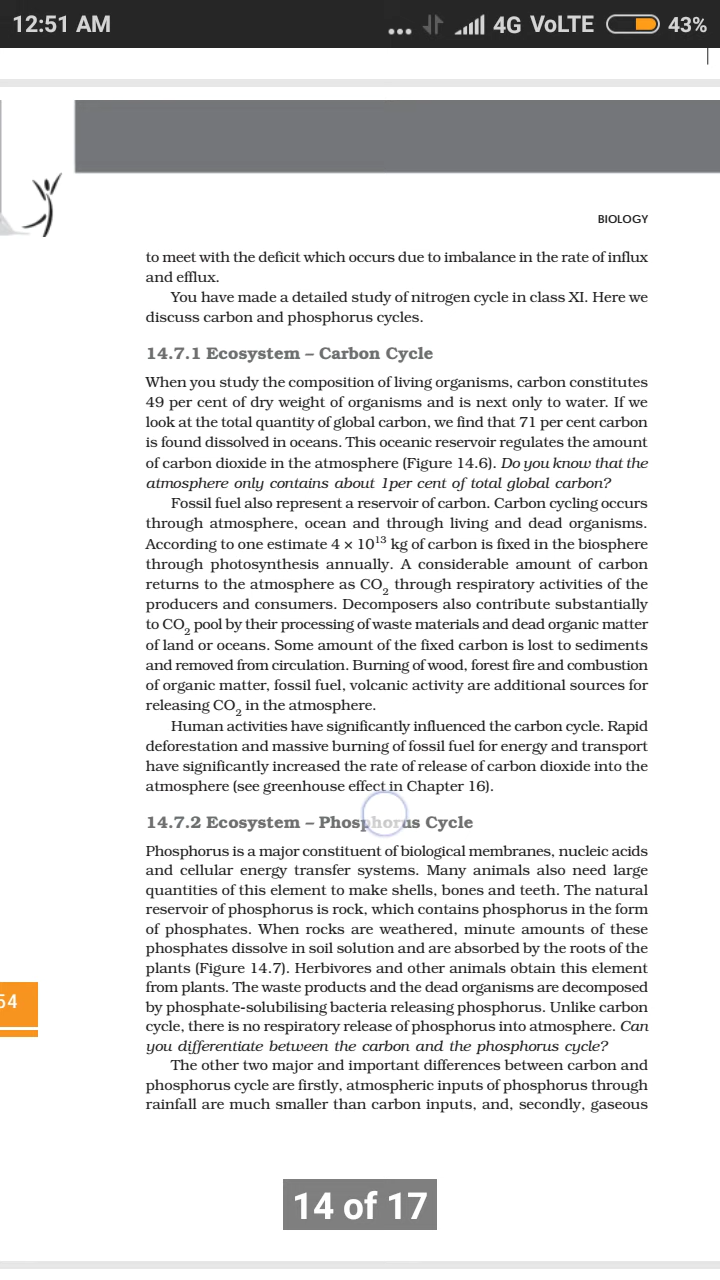 12:51 AM
... 4G VoLTE 43%
BIOLOGY
to meet with the deficit which occurs due to imbalance in the rate of influx
and efflux.
You have made a detailed study of nitrogen cycle in class XI. Here we
discuss carbon and phosphorus cycles.
14.7.1 Ecosystem – Carbon Cycle
When you study the composition of living organisms, carbon constitutes
49 per cent of dry weight of organisms and is next only to water. If we
look at the total quantity of global carbon, we find that 71 per cent carbon
is found dissolved in oceans. This oceanic reservoir regulates the amount
of carbon dioxide in the atmosphere (Figure 14.6). Do you know that the
atmosphere only contains about 1per cent of total global carbon?
Fossil fuel also represent a reservoir of carbon. Carbon cycling occurs
through atmosphere, ocean and through living and dead organisms.
According to one estimate 4 × 10¹³ kg of carbon is fixed in the biosphere
through photosynthesis annually. A considerable amount of carbon
returns to the atmosphere as CO₂ through respiratory activities of the
producers and consumers. Decomposers also contribute substantially
to CO₂ pool by their processing of waste materials and dead organic matter
of land or oceans. Some amount of the fixed carbon is lost to sediments
and removed from circulation. Burning of wood, forest fire and combustion
of organic matter, fossil fuel, volcanic activity are additional sources for
releasing CO₂ in the atmosphere.
Human activities have significantly influenced the carbon cycle. Rapid
deforestation and massive burning of fossil fuel for energy and transport
have significantly increased the rate of release of carbon dioxide into the
atmosphere (see greenhouse effect in Chapter 16).
14.7.2 Ecosystem – Phosphorus Cycle
Phosphorus is a major constituent of biological membranes, nucleic acids
and cellular energy transfer systems. Many animals also need large
quantities of this element to make shells, bones and teeth. The natural
reservoir of phosphorus is rock, which contains phosphorus in the form
of phosphates. When rocks are weathered, minute amounts of these
phosphates dissolve in soil solution and are absorbed by the roots of the
plants (Figure 14.7). Herbivores and other animals obtain this element
from plants. The waste products and the dead organisms are decomposed
by phosphate-solubilising bacteria releasing phosphorus. Unlike carbon
cycle, there is no respiratory release of phosphorus into atmosphere. Can
you differentiate between the carbon and the phosphorus cycle?
The other two major and important differences between carbon and
phosphorus cycle are firstly, atmospheric inputs of phosphorus through
rainfall are much smaller than carbon inputs, and, secondly, gaseous
54
14 of 17